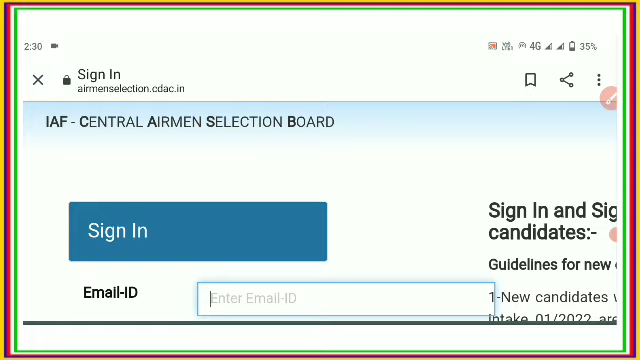 2:30 4G 35%
Sign In
airmenselection.cdac.in
IAF - CENTRAL AIRMEN SELECTION BOARD
Sign In
Email-ID
Enter Email-ID
Sign In and Sig
candidates:-
Guidelines for new
1-New candidates
intake 01/2022 are